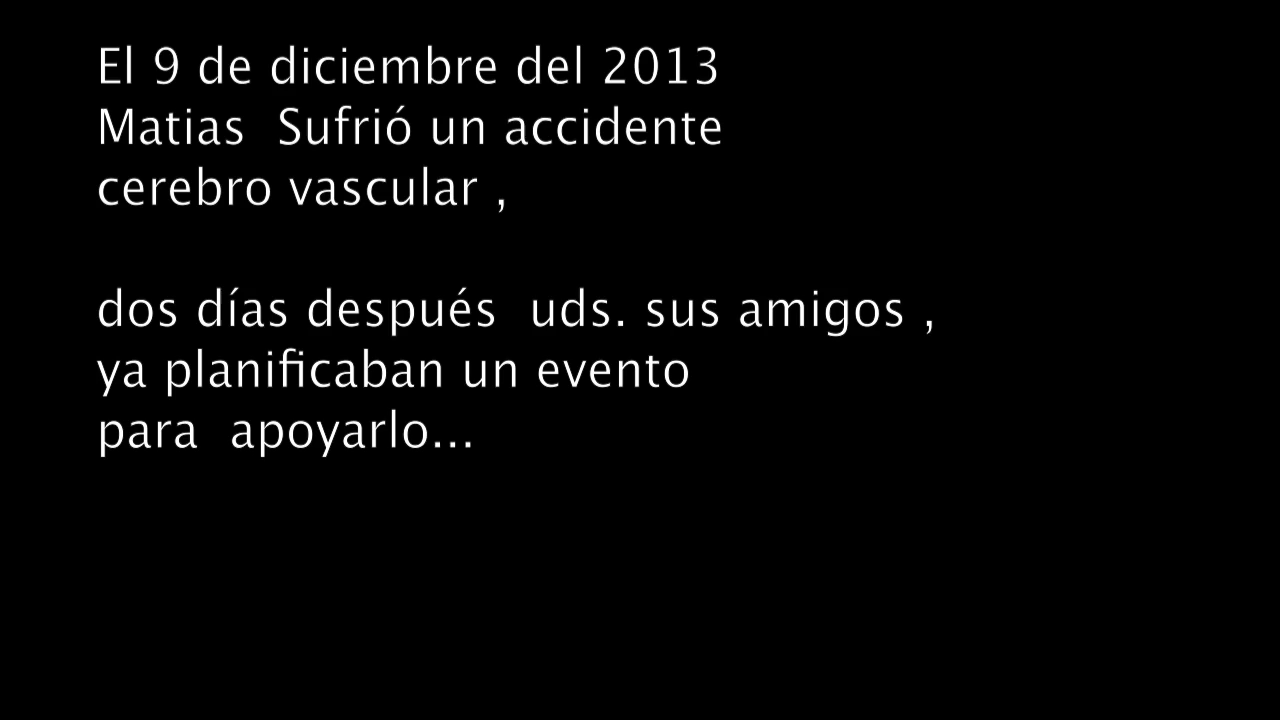 El 9 de diciembre del 2013
Matias  Sufrió un accidente
cerebro vascular ,
dos días después  uds. sus amigos ,
ya planificaban un evento
para  apoyarlo...